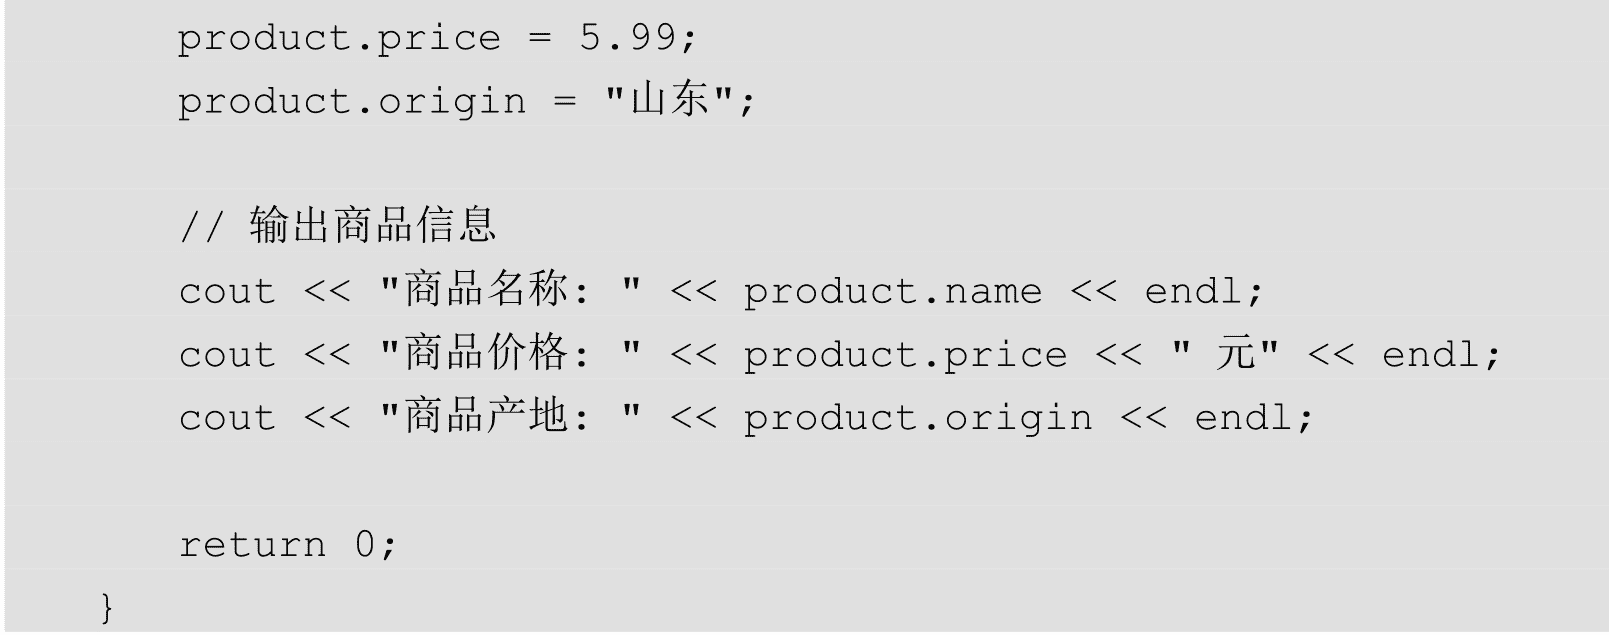 product.price = 5.99;
product.origin = "山东";
// 输出商品信息
cout << "商品名称: " << product.name << endl;
cout << "商品价格: " << product.price << " 元" << endl;
cout << "商品产地: " << product.origin << endl;
return 0;
}